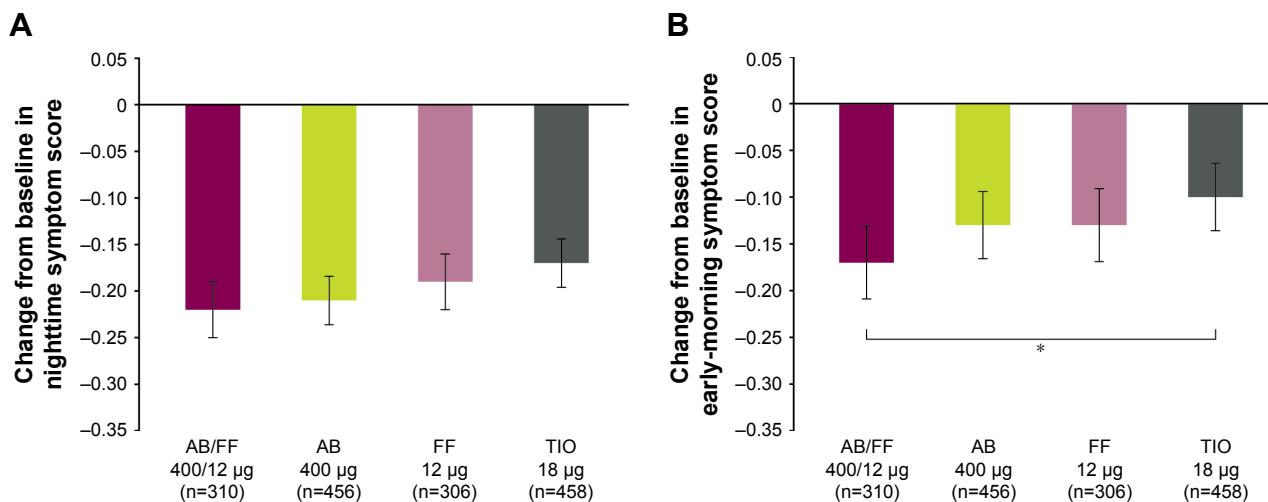 A
Change from baseline in
nighttime symptom score
0.05
0
–0.05
–0.10
–0.15
–0.20
–0.25
–0.30
–0.35
AB/FF
400/12 µg
(n=310)
AB
400 µg
(n=456)
FF
12 µg
(n=306)
TIO
18 µg
(n=458)
B
Change from baseline in
early-morning symptom score
0.05
0
–0.05
–0.10
–0.15
–0.20
–0.25
–0.30
–0.35
*
AB/FF
400/12 µg
(n=310)
AB
400 µg
(n=456)
FF
12 µg
(n=306)
TIO
18 µg
(n=458)